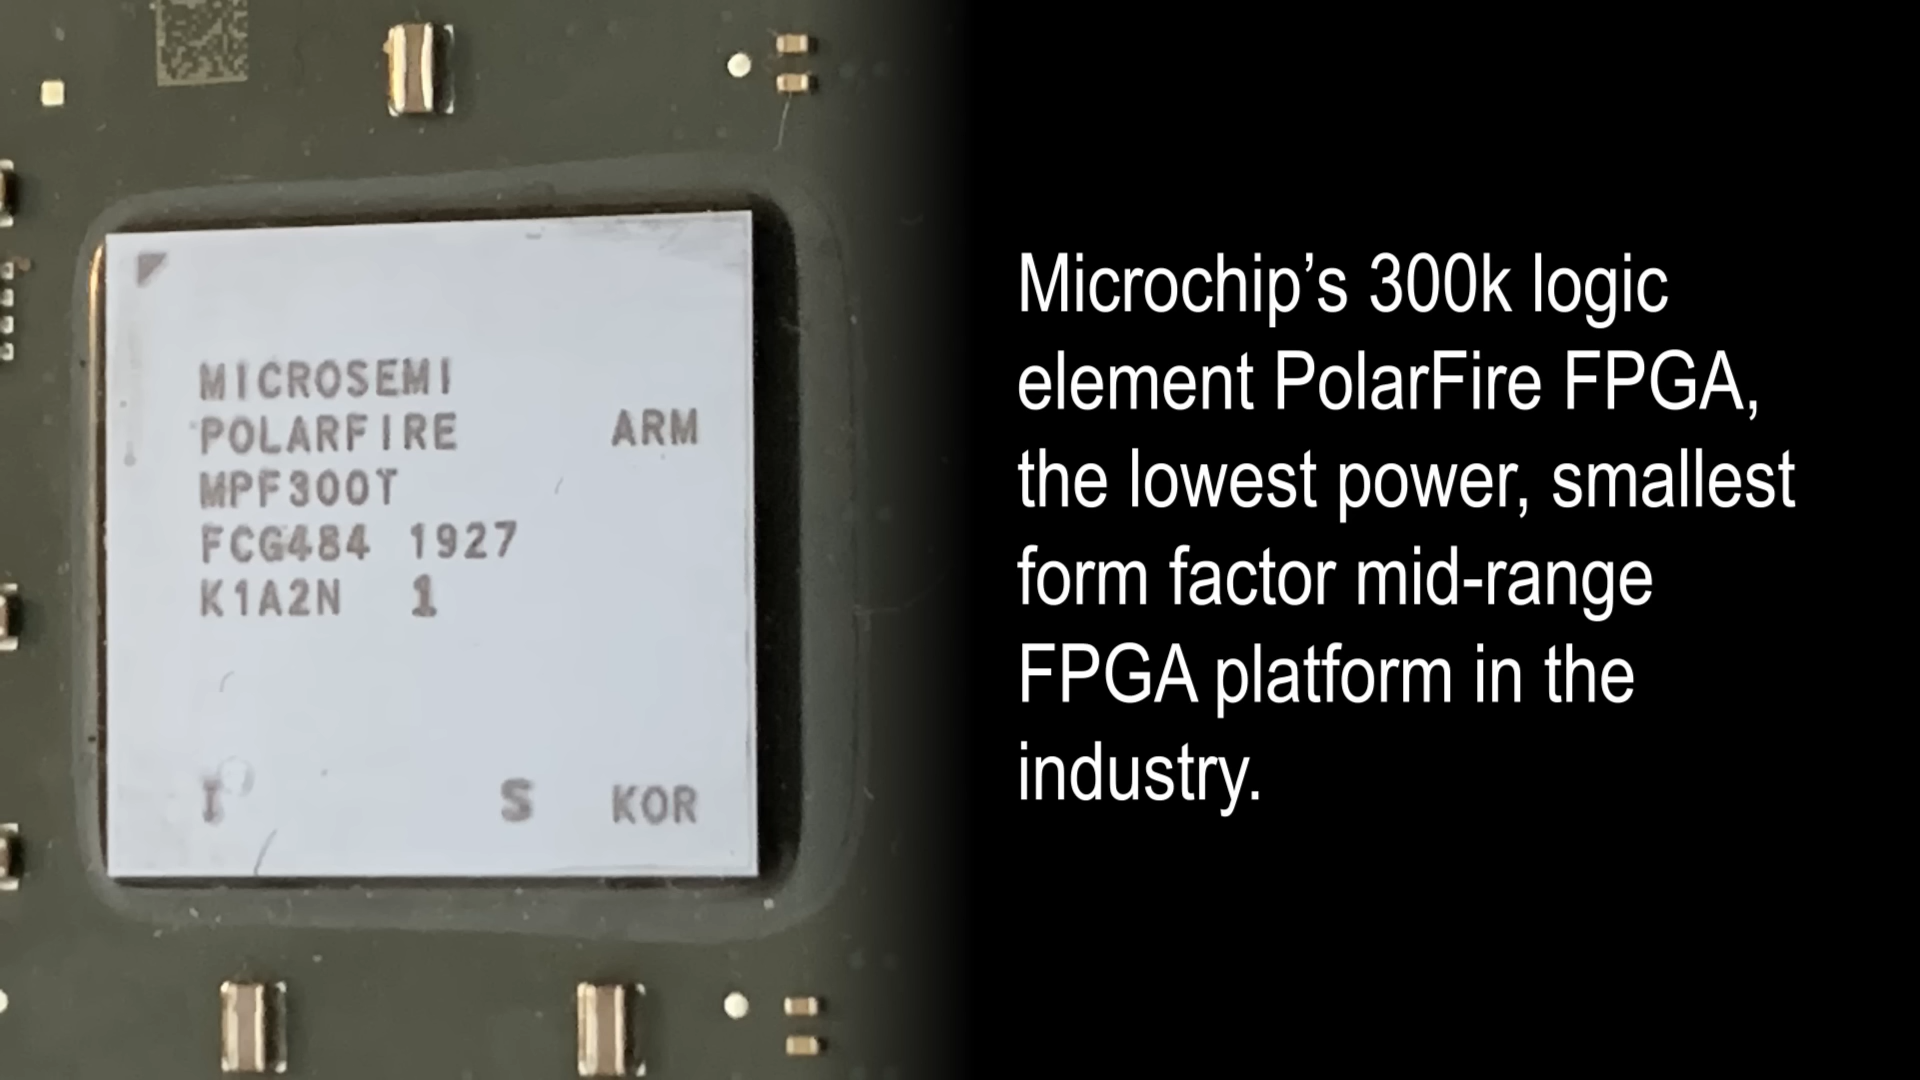 MICROSEMI
POLARFIRE ARM
MPF300T
FCG484 1927
K1A2N 1
I S KOR
Microchip’s 300k logic
element PolarFire FPGA,
the lowest power, smallest
form factor mid-range
FPGA platform in the
industry.